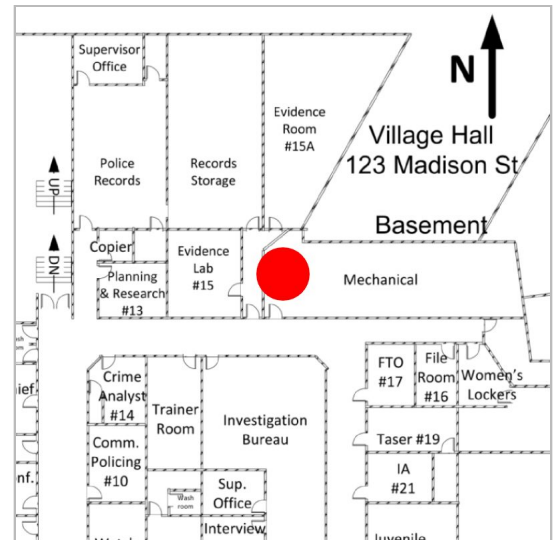 Supervisor
Office
N
Evidence
Room
#15A
Village Hall
123 Madison St
Police
Records
Records
Storage
UP
Basement
Copier
Evidence
Lab
#15
DN
Planning
& Research
#13
Mechanical
FTO
#17
File
Room
#16
Women's
Lockers
Crime
Analyst
#14
Trainer
Room
Investigation
Bureau
Taser #19
Comm.
Policing
#10
IA
#21
Sup.
Office
Wash
room
Interview
Juvenile